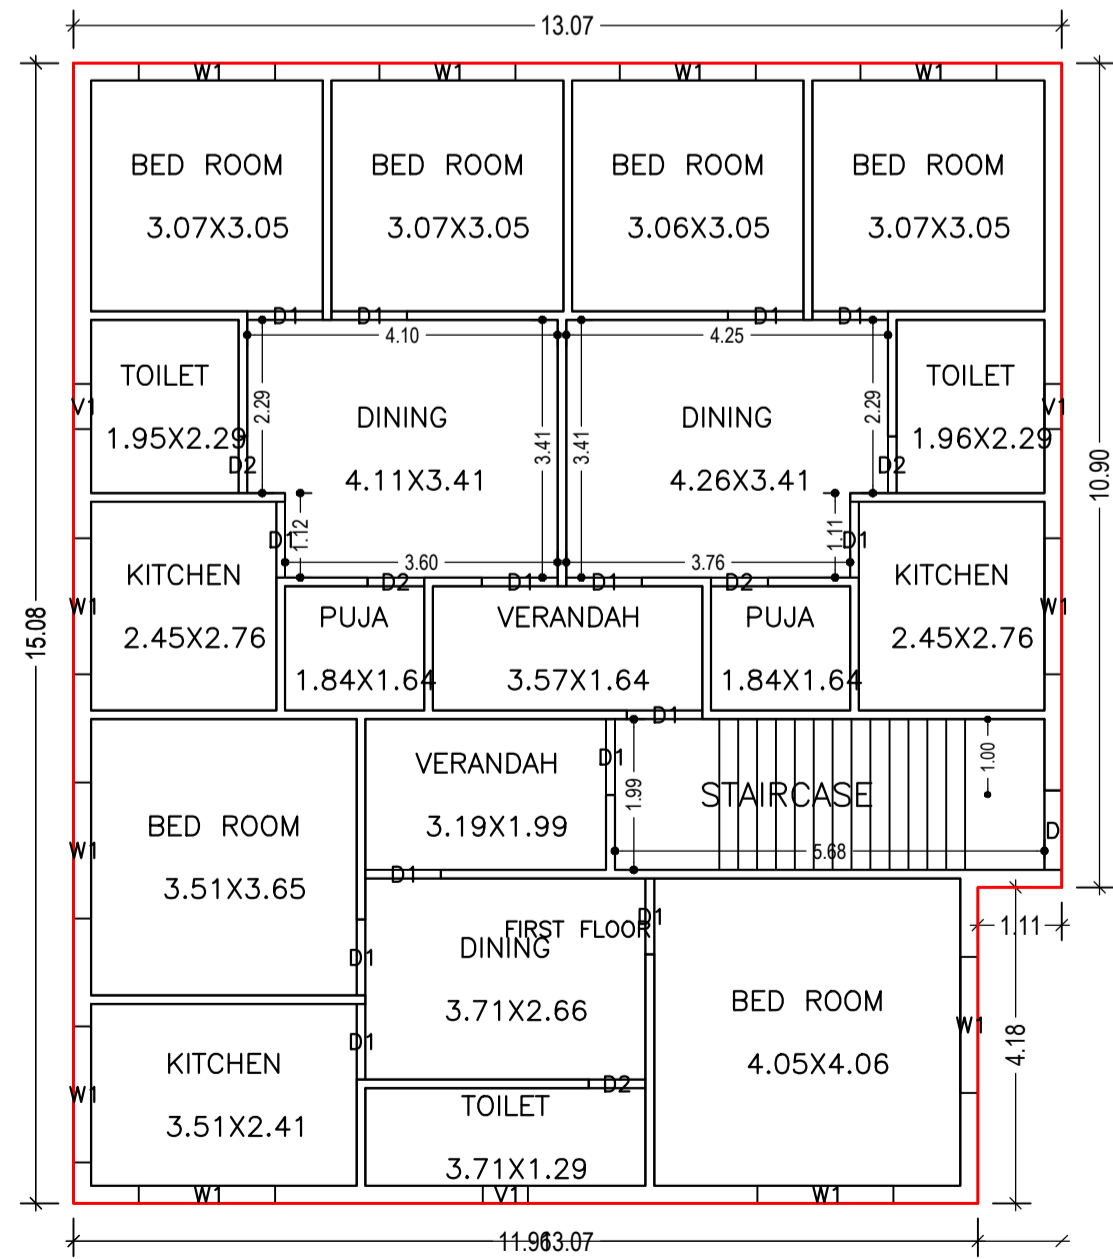 13.07
W1 W1 W1 W1
BED ROOM BED ROOM BED ROOM BED ROOM
3.07X3.05 3.07X3.05 3.06X3.05 3.07X3.05
D1 D1 D1 D1
4.10 4.25
TOILET TOILET
V1 V1
2.29 DINING DINING 2.29
1.95X2.29 3.41 3.41 1.96X2.29
D2 D2
4.11X3.41 4.26X3.41
10.90
D1 1.12 1.11 D1
3.60 3.76
KITCHEN D2 D1 D1 D2 KITCHEN
W1 W1
PUJA VERANDAH PUJA
2.45X2.76 2.45X2.76
15.08
1.84X1.64 3.57X1.64 1.84X1.64
D1
VERANDAH D1 1.00
1.99 STAIRCASE
BED ROOM 3.19X1.99 D
W1 5.68
3.51X3.65 D1
D1
FIRST FLOOR
1.11
DINING
D1
BED ROOM
3.71X2.66
W1
D1 4.18
KITCHEN 4.05X4.06
D2
W1
TOILET
3.51X2.41
3.71X1.29
W1 V1 W1
11.96 13.07